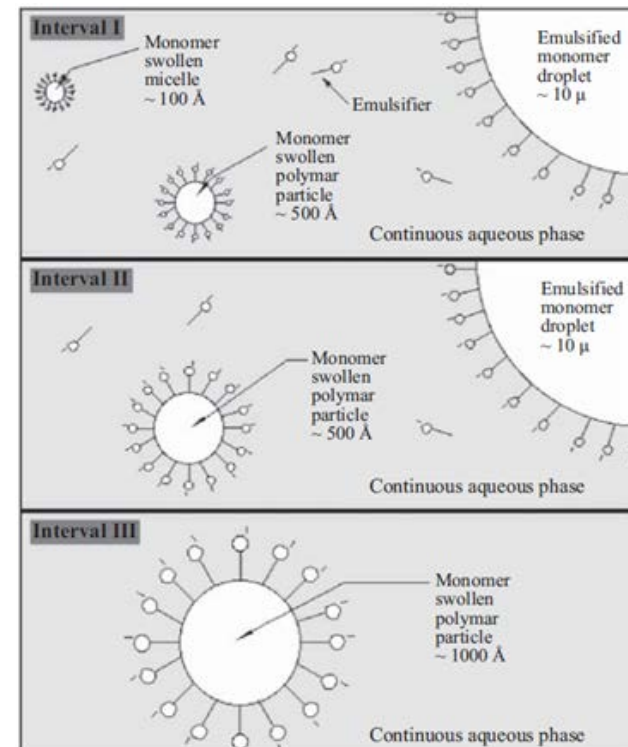 Interval I
Monomer
swollen
micelle
~ 100 Å
Emulsifier
Monomer
swollen
polymar
particle
~ 500 Å
Emulsified
monomer
droplet
~ 10 μ
Continuous aqueous phase
Interval II
Monomer
swollen
polymar
particle
~ 500 Å
Emulsified
monomer
droplet
~ 10 μ
Continuous aqueous phase
Interval III
Monomer
swollen
polymar
particle
~ 1000 Å
Continuous aqueous phase